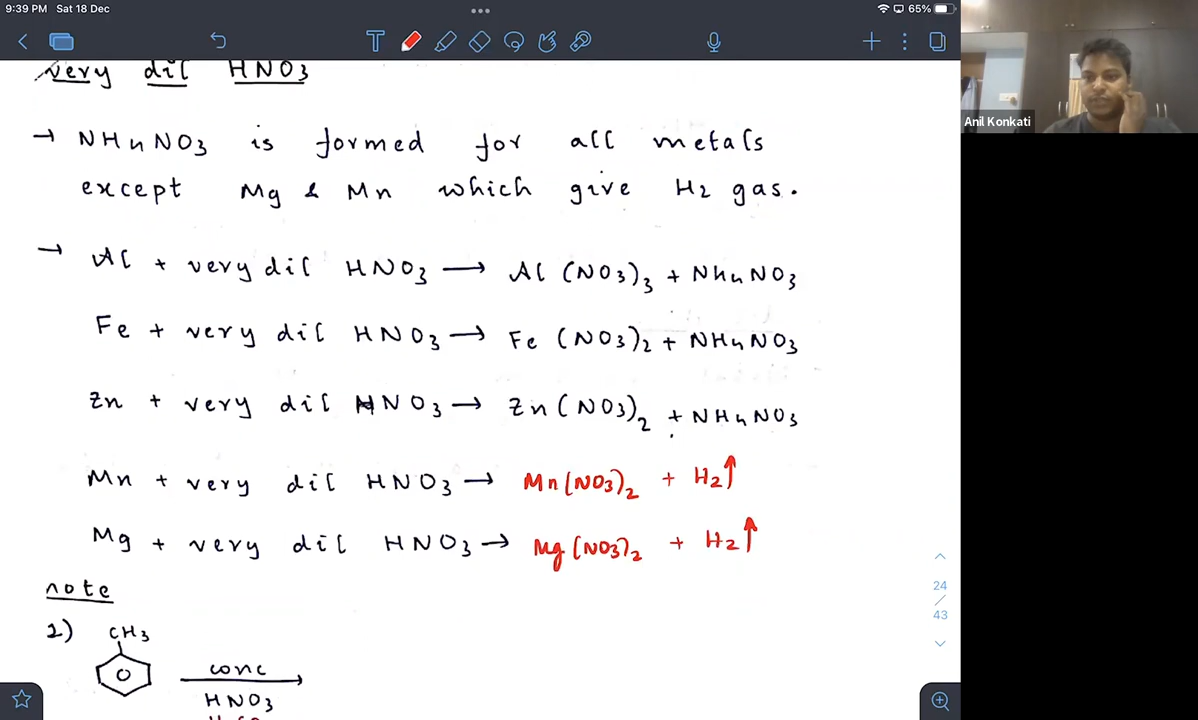 9:39 PM Sat 18 Dec
65%
very dil HNO3
→ NH4NO3 is formed for all metals
except Mg & Mn which give H2 gas.
→ Al + very dil HNO3 → Al(NO3)3 + NH4NO3
Fe + very dil HNO3 → Fe(NO3)2 + NH4NO3
Zn + very dil HNO3 → Zn(NO3)2 + NH4NO3
Mn + very dil HNO3 → Mn(NO3)2 + H2↑
Mg + very dil HNO3 → Mg(NO3)2 + H2↑
note
2) CH3
conc
HNO3
24
/
43
Anil Konkati